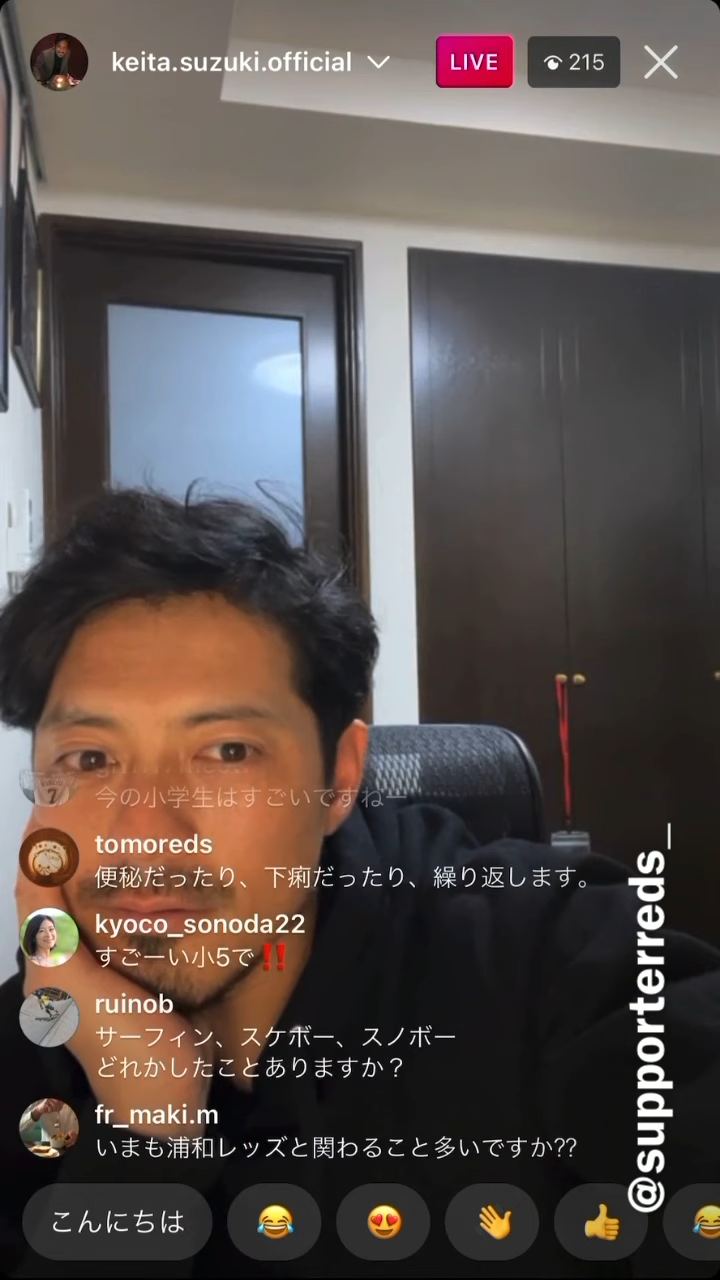 keita.suzuki.official
LIVE
215
7
今の小学生はすごいですねー
tomoreds
便秘だったり、下痢だったり、繰り返します。
kyoco_sonoda22
すごーい小5で‼️
ruinob
サーフィン、スケボー、スノボー
どれかしたことありますか？
fr_maki.m
いまも浦和レッズと関わること多いですか⁇
こんにちは
@supporterreds_